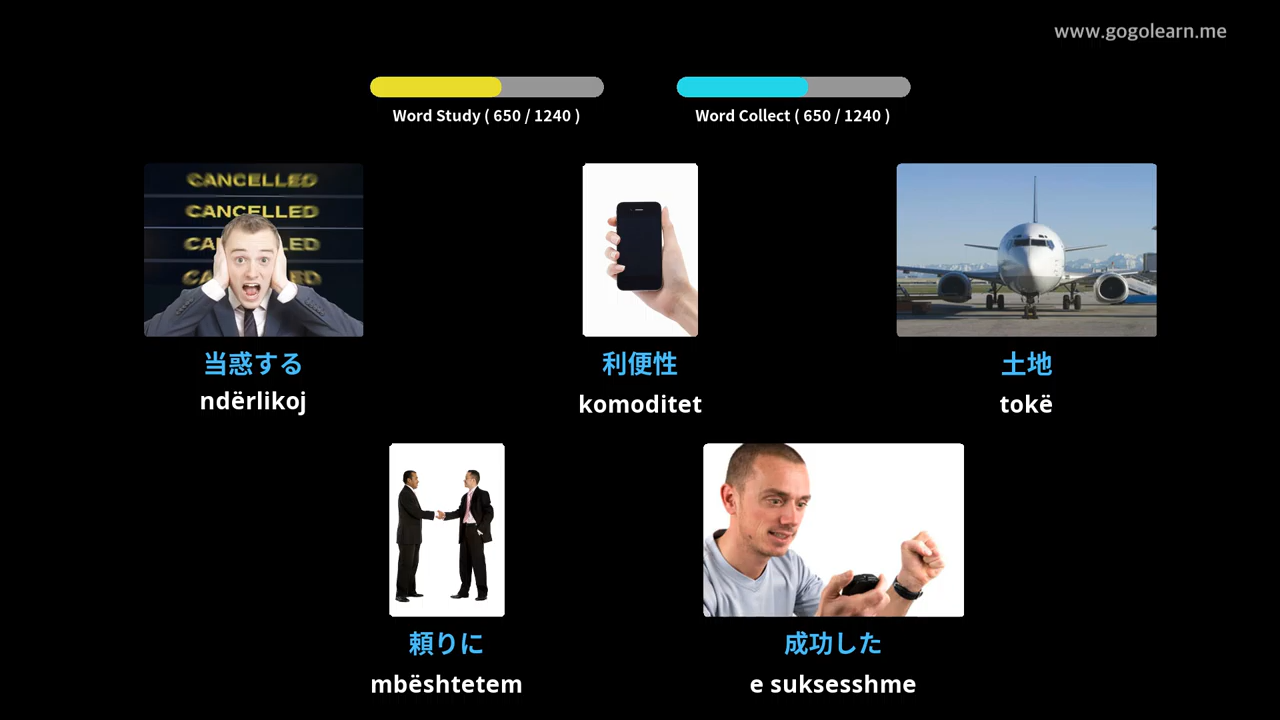 www.gogolearn.me
Word Study ( 650 / 1240 )
Word Collect ( 650 / 1240 )
CANCELLED
CANCELLED
当惑する
ndërlikoj
利便性
komoditet
土地
tokë
頼りに
mbështetem
成功した
e suksesshme